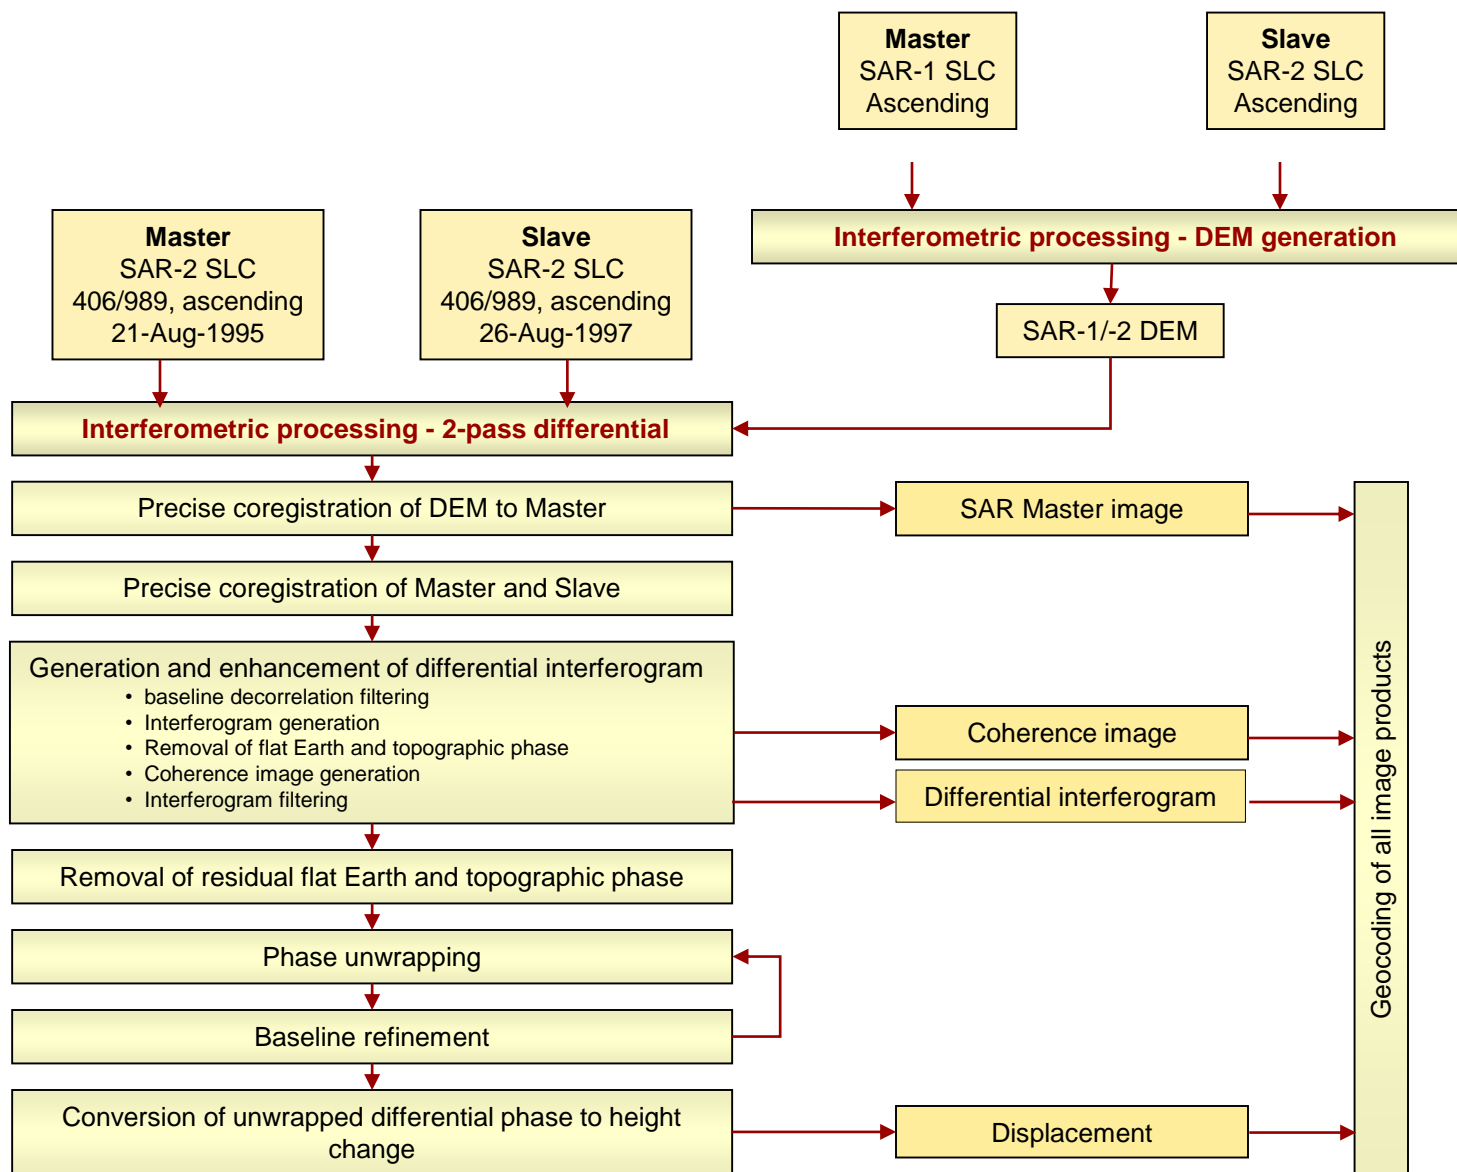 Master
SAR-1 SLC
Ascending
Slave
SAR-2 SLC
Ascending
Interferometric processing - DEM generation
SAR-1/-2 DEM
Master
SAR-2 SLC
406/989, ascending
21-Aug-1995
Slave
SAR-2 SLC
406/989, ascending
26-Aug-1997
Interferometric processing - 2-pass differential
Precise coregistration of DEM to Master
SAR Master image
Precise coregistration of Master and Slave
Generation and enhancement of differential interferogram
• baseline decorrelation filtering
• Interferogram generation
• Removal of flat Earth and topographic phase
• Coherence image generation
• Interferogram filtering
Coherence image
Differential interferogram
Removal of residual flat Earth and topographic phase
Phase unwrapping
Baseline refinement
Conversion of unwrapped differential phase to height
change
Displacement
Geocoding of all image products